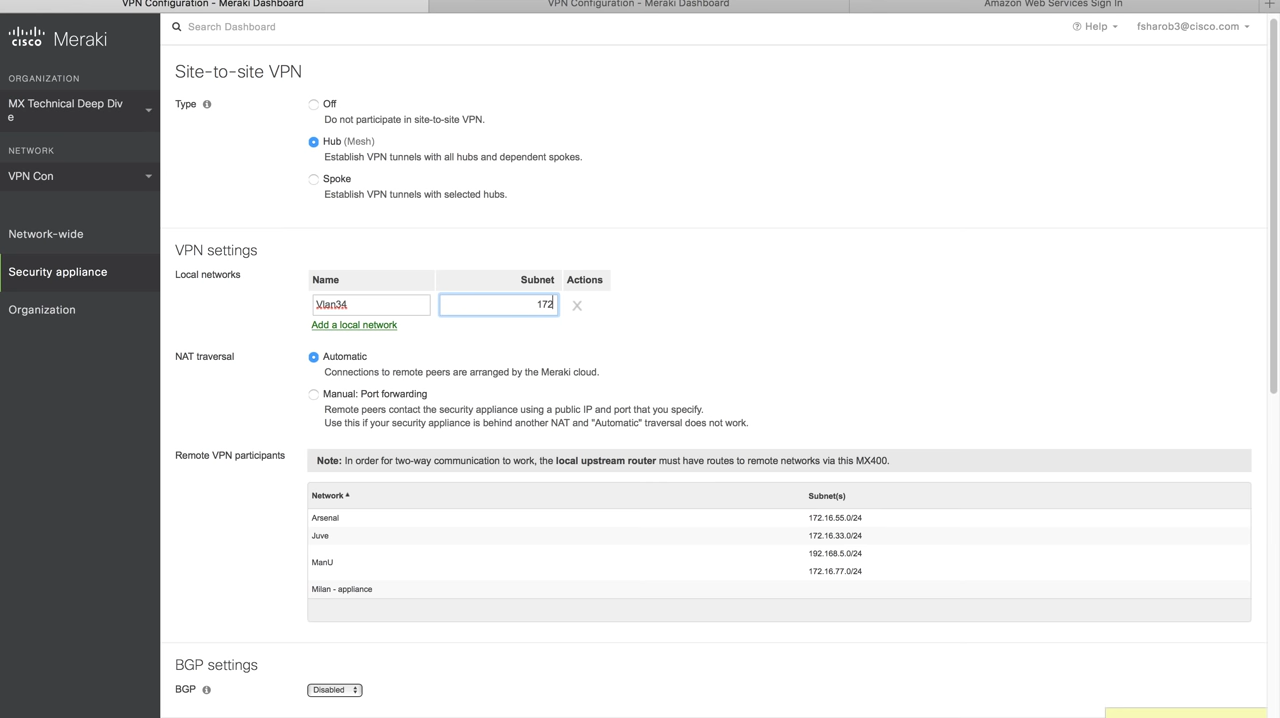 VPN Configuration - Meraki Dashboard
VPN Configuration - Meraki Dashboard
Amazon Web Services Sign In
cisco Meraki
Search Dashboard
Help
fsharob3@cisco.com
ORGANIZATION
MX Technical Deep Div
e
NETWORK
VPN Con
Network-wide
Security appliance
Organization
Site-to-site VPN
Type
Off
Do not participate in site-to-site VPN.
Hub (Mesh)
Establish VPN tunnels with all hubs and dependent spokes.
Spoke
Establish VPN tunnels with selected hubs.
VPN settings
Local networks
Name Subnet Actions
Vlan34 172 X
Add a local network
NAT traversal
Automatic
Connections to remote peers are arranged by the Meraki cloud.
Manual: Port forwarding
Remote peers contact the security appliance using a public IP and port that you specify.
Use this if your security appliance is behind another NAT and "Automatic" traversal does not work.
Remote VPN participants
Note: In order for two-way communication to work, the local upstream router must have routes to remote networks via this MX400.
Network Subnet(s)
Arsenal 172.16.55.0/24
Juve 172.16.33.0/24
ManU 192.168.5.0/24
172.16.77.0/24
Milan - appliance
BGP settings
BGP
Disabled